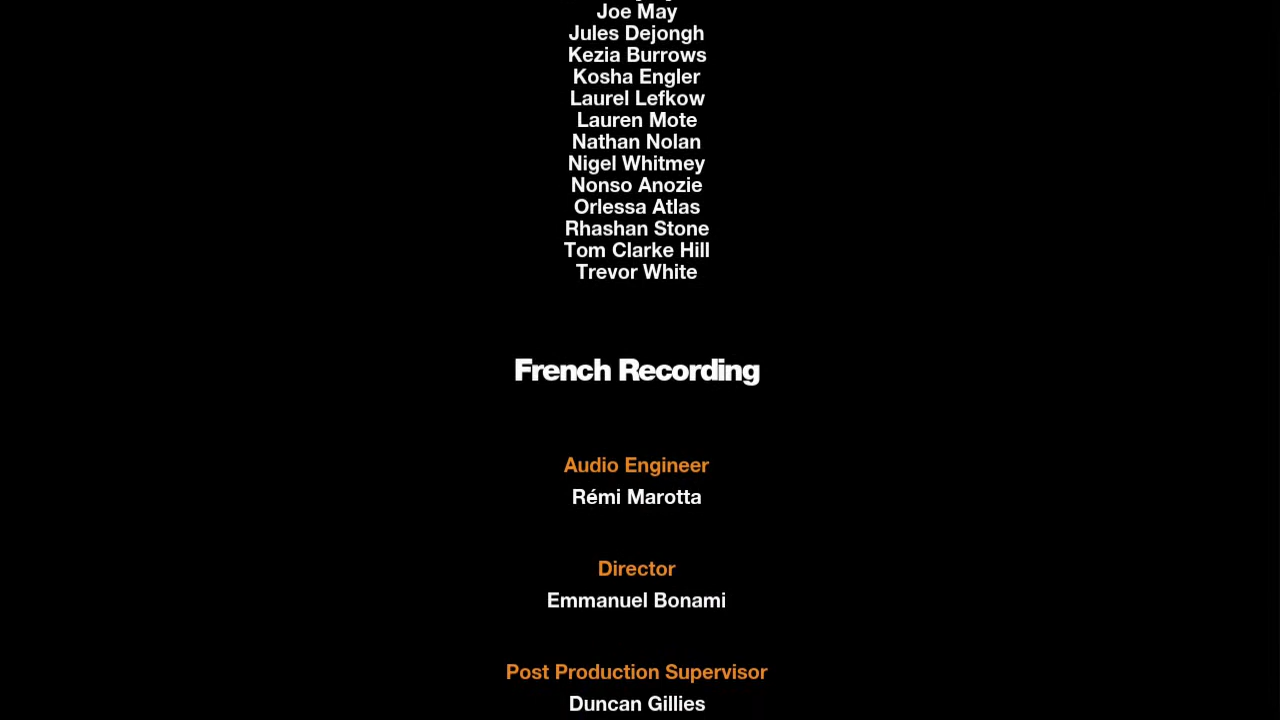 Joe May
Jules Dejongh
Kezia Burrows
Kosha Engler
Laurel Lefkow
Lauren Mote
Nathan Nolan
Nigel Whitmey
Nonso Anozie
Orlessa Atlas
Rhashan Stone
Tom Clarke Hill
Trevor White
French Recording
Audio Engineer
Rémi Marotta
Director
Emmanuel Bonami
Post Production Supervisor
Duncan Gillies